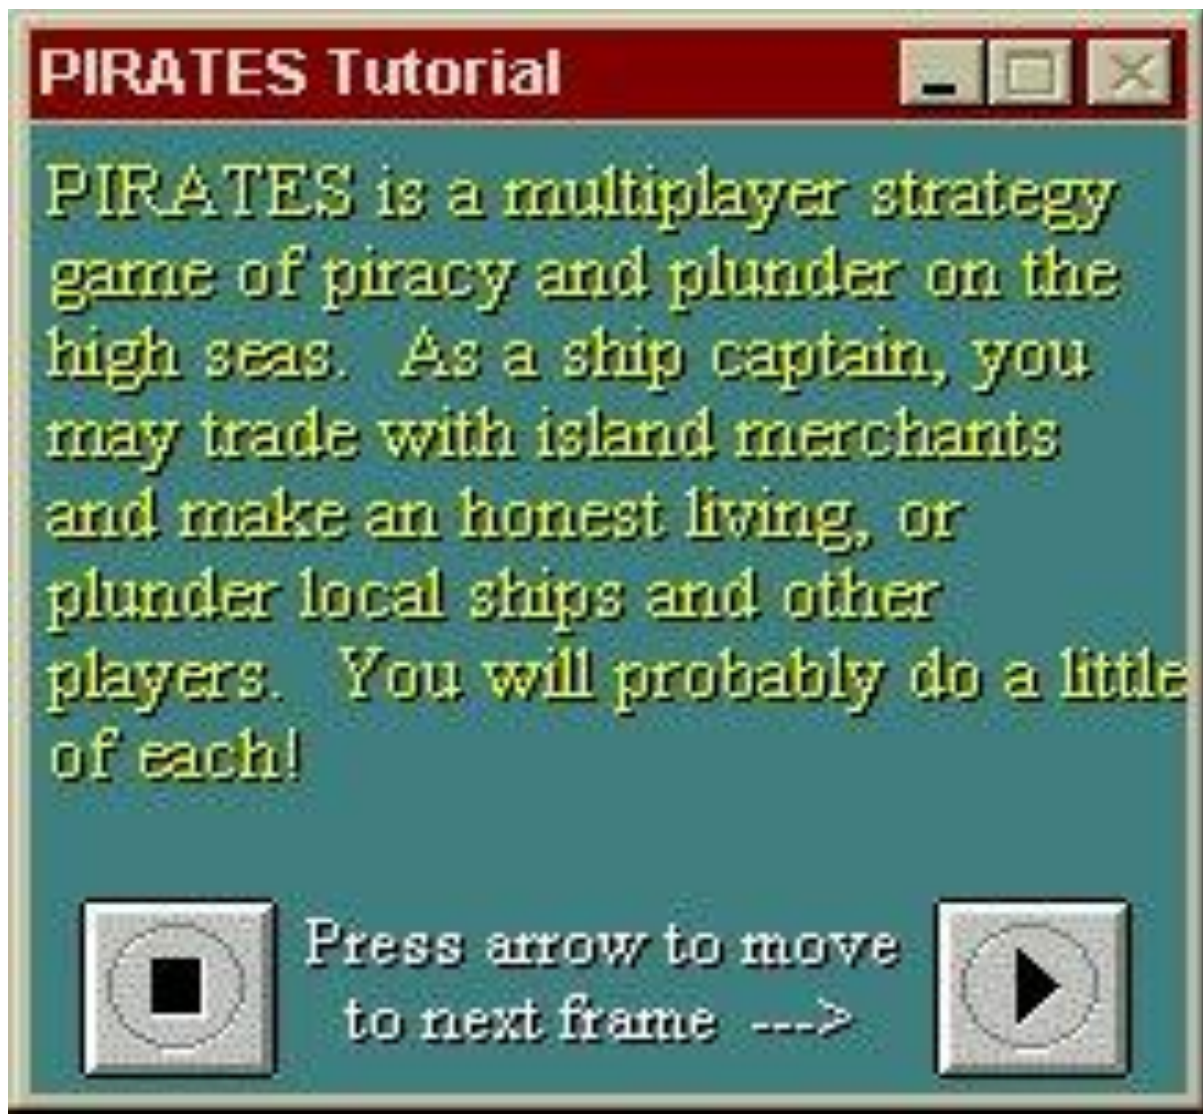 PIRATES Tutorial
PIRATES is a multiplayer strategy
game of piracy and plunder on the
high seas.  As a ship captain, you
may trade with island merchants
and make an honest living, or
plunder local ships and other
players.  You will probably do a little
of each!
Press arrow to move
to next frame --->